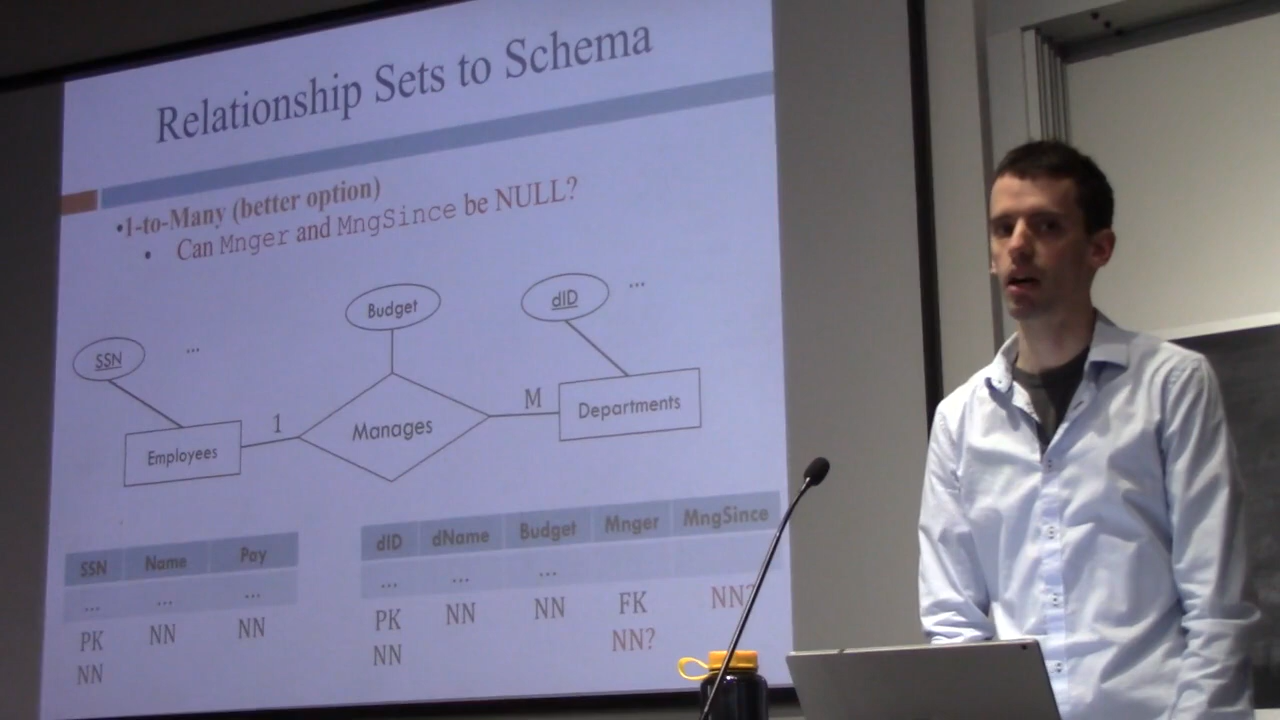 Relationship Sets to Schema
•1-to-Many (better option)
• Can Mnger and MngSince be NULL?
Budget
dID
...
SSN
...
1
M
Employees
Manages
Departments
SSN Name Pay
... ... ...
PK NN NN
NN
dID dName Budget Mnger MngSince
... ... ...
PK NN NN FK NN?
NN NN?